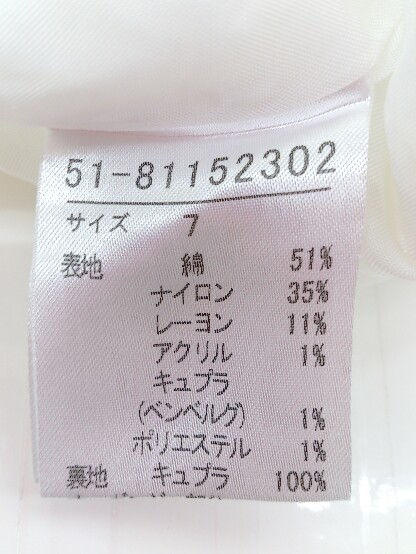 51-81152302
サイズ 7
表地 綿 51%
ナイロン 35%
レーヨン 11%
アクリル 1%
キュプラ
(ベンベルグ) 1%
ポリエステル 1%
裏地 キュプラ 100%